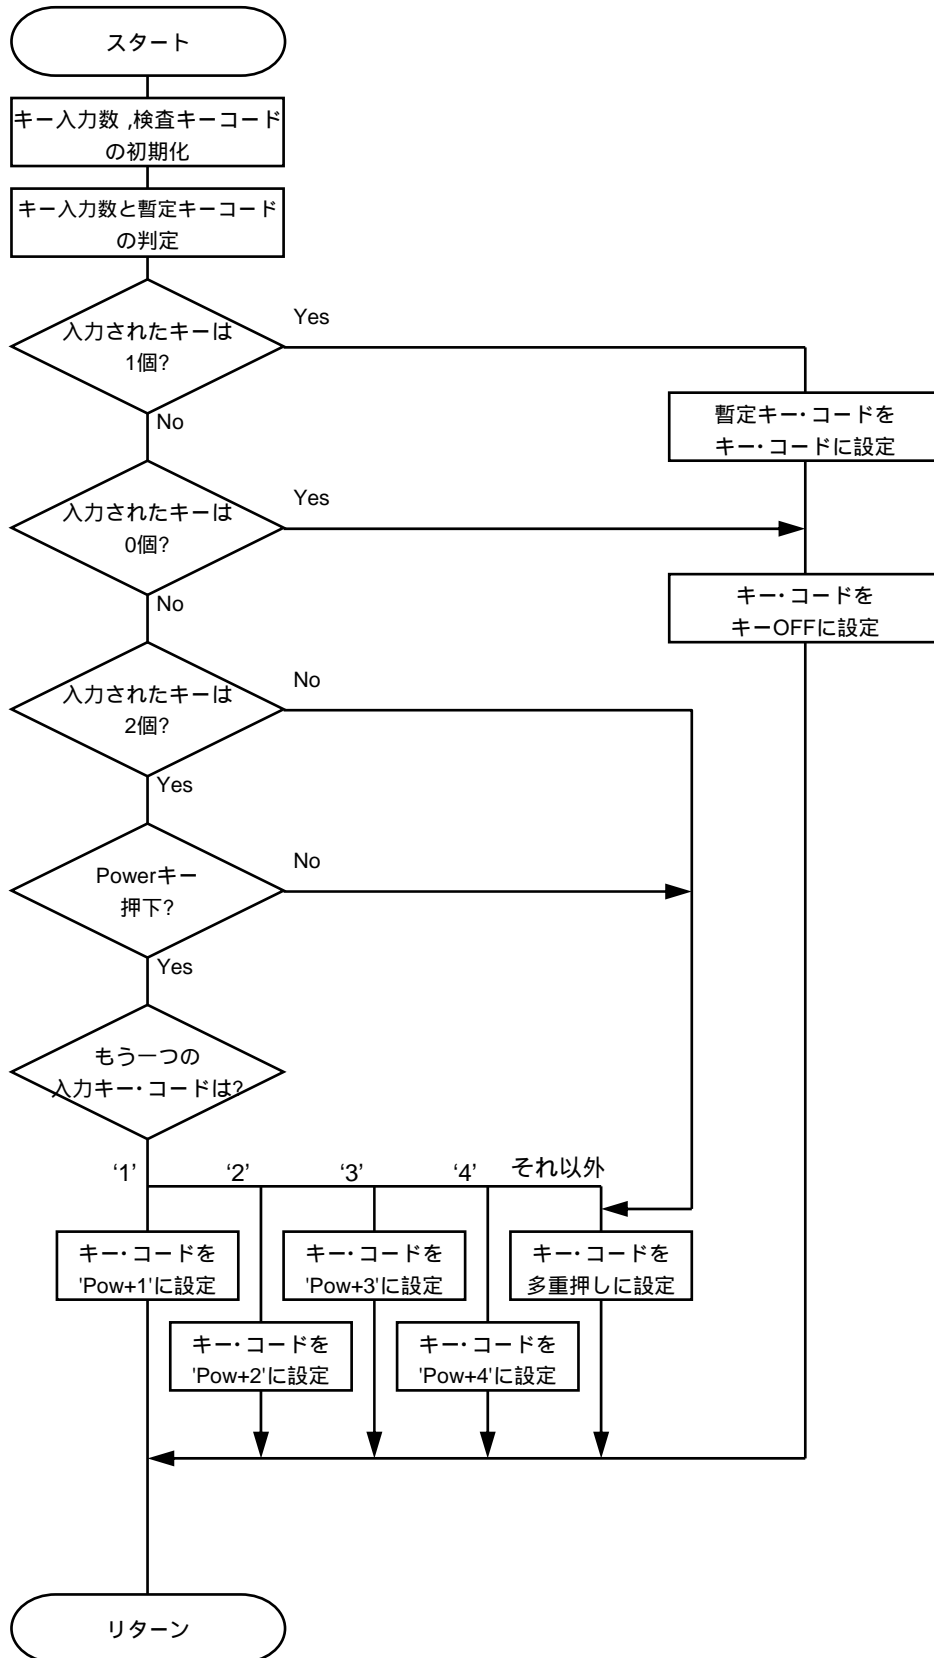 スタート
キー入力数 ,検査キーコード
の初期化
キー入力数と暫定キーコード
の判定
入力されたキーは
1個?
Yes
No
暫定キー・コードを
キー・コードに設定
入力されたキーは
0個?
Yes
No
キー・コードを
キーOFFに設定
入力されたキーは
2個?
No
Yes
Powerキー
押下?
No
Yes
もう一つの
入力キー・コードは?
‘1’
‘2’
‘3’
‘4’
それ以外
キー・コードを
'Pow+1'に設定
キー・コードを
'Pow+3'に設定
キー・コードを
多重押しに設定
キー・コードを
'Pow+2'に設定
キー・コードを
'Pow+4'に設定
リターン